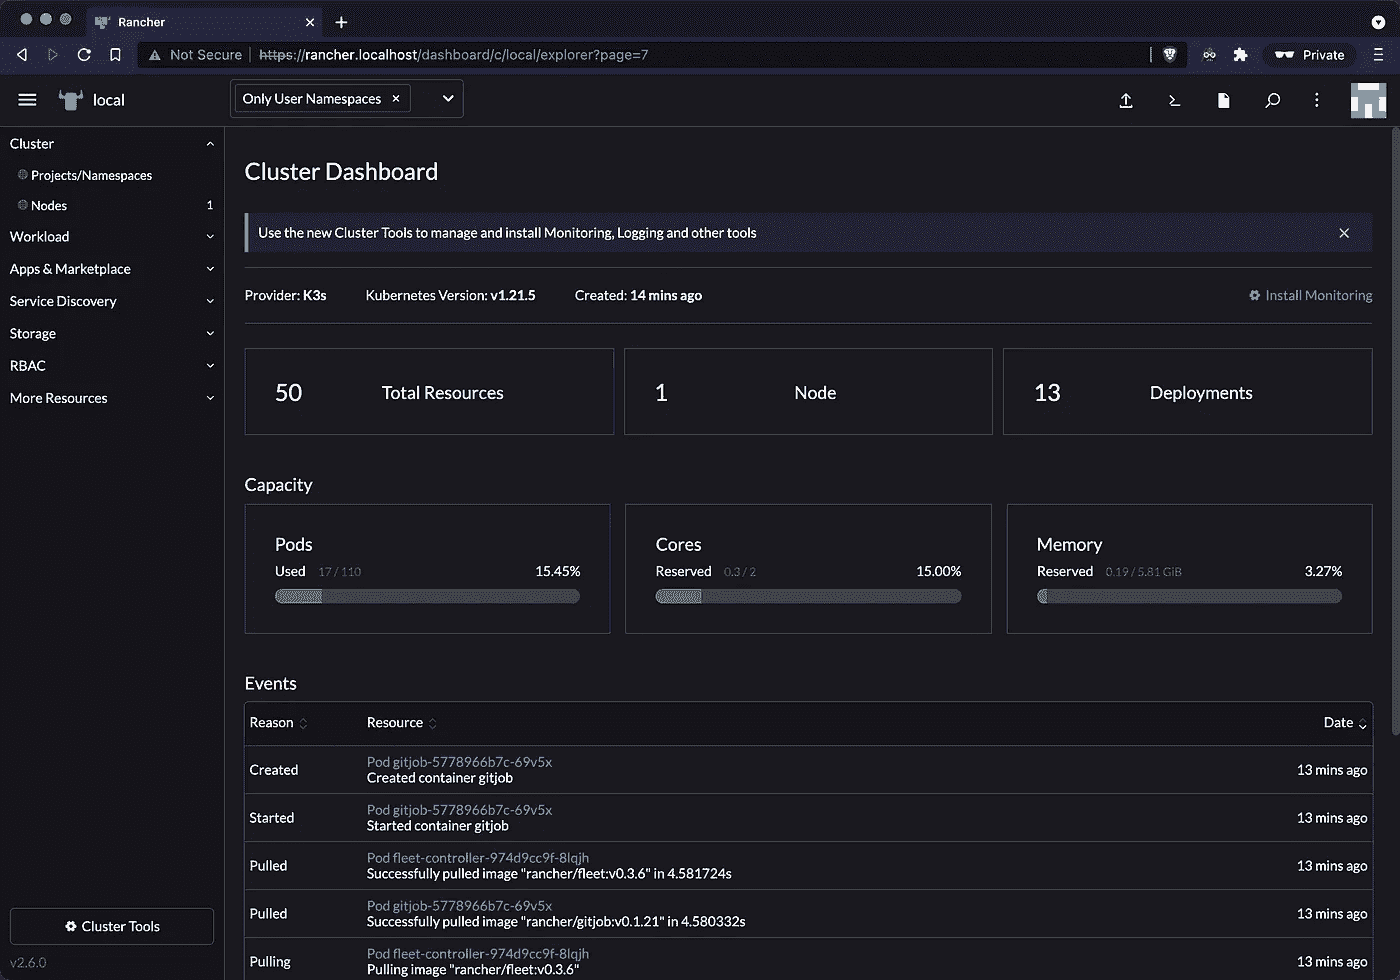 Rancher
Not Secure https://rancher.localhost/dashboard/c/local/explorer?page=7 Private
local Only User Namespaces
Cluster
Projects/Namespaces
Nodes 1
Workload
Apps & Marketplace
Service Discovery
Storage
RBAC
More Resources
Cluster Tools
v2.6.0
Cluster Dashboard
Use the new Cluster Tools to manage and install Monitoring, Logging and other tools
Provider: K3s Kubernetes Version: v1.21.5 Created: 14 mins ago Install Monitoring
50 Total Resources 1 Node 13 Deployments
Capacity
Pods
Used 17 / 110 15.45%
Cores
Reserved 0.3 / 2 15.00%
Memory
Reserved 0.19 / 5.81 GiB 3.27%
Events
Reason Resource Date
Created Pod gitjob-5778966b7c-69v5x 13 mins ago
Created container gitjob
Started Pod gitjob-5778966b7c-69v5x 13 mins ago
Started container gitjob
Pulled Pod fleet-controller-974d9cc9f-8lqjh 13 mins ago
Successfully pulled image "rancher/fleet:v0.3.6" in 4.581724s
Pulled Pod gitjob-5778966b7c-69v5x 13 mins ago
Successfully pulled image "rancher/gitjob:v0.1.21" in 4.580332s
Pulling Pod fleet-controller-974d9cc9f-8lqjh 13 mins ago
Pulling image "rancher/fleet:v0.3.6"